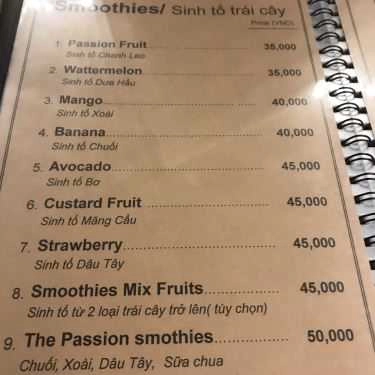 Smoothies/ Sinh tố trái cây
Price (VND)
1. Passion Fruit 35,000
Sinh tố Chanh Leo
2. Wattermelon 35,000
Sinh tố Dưa Hấu
3. Mango 40,000
Sinh tố Xoài
4. Banana 40,000
Sinh tố Chuối
5. Avocado 45,000
Sinh tố Bơ
6. Custard Fruit 45,000
Sinh tố Mãng Cầu
7. Strawberry 45,000
Sinh tố Dâu Tây
8. Smoothies Mix Fruits 45,000
Sinh tố từ 2 loại trái cây trở lên( tùy chọn)
9. The Passion smothies 50,000
Chuối, Xoài, Dâu Tây, Sữa chua